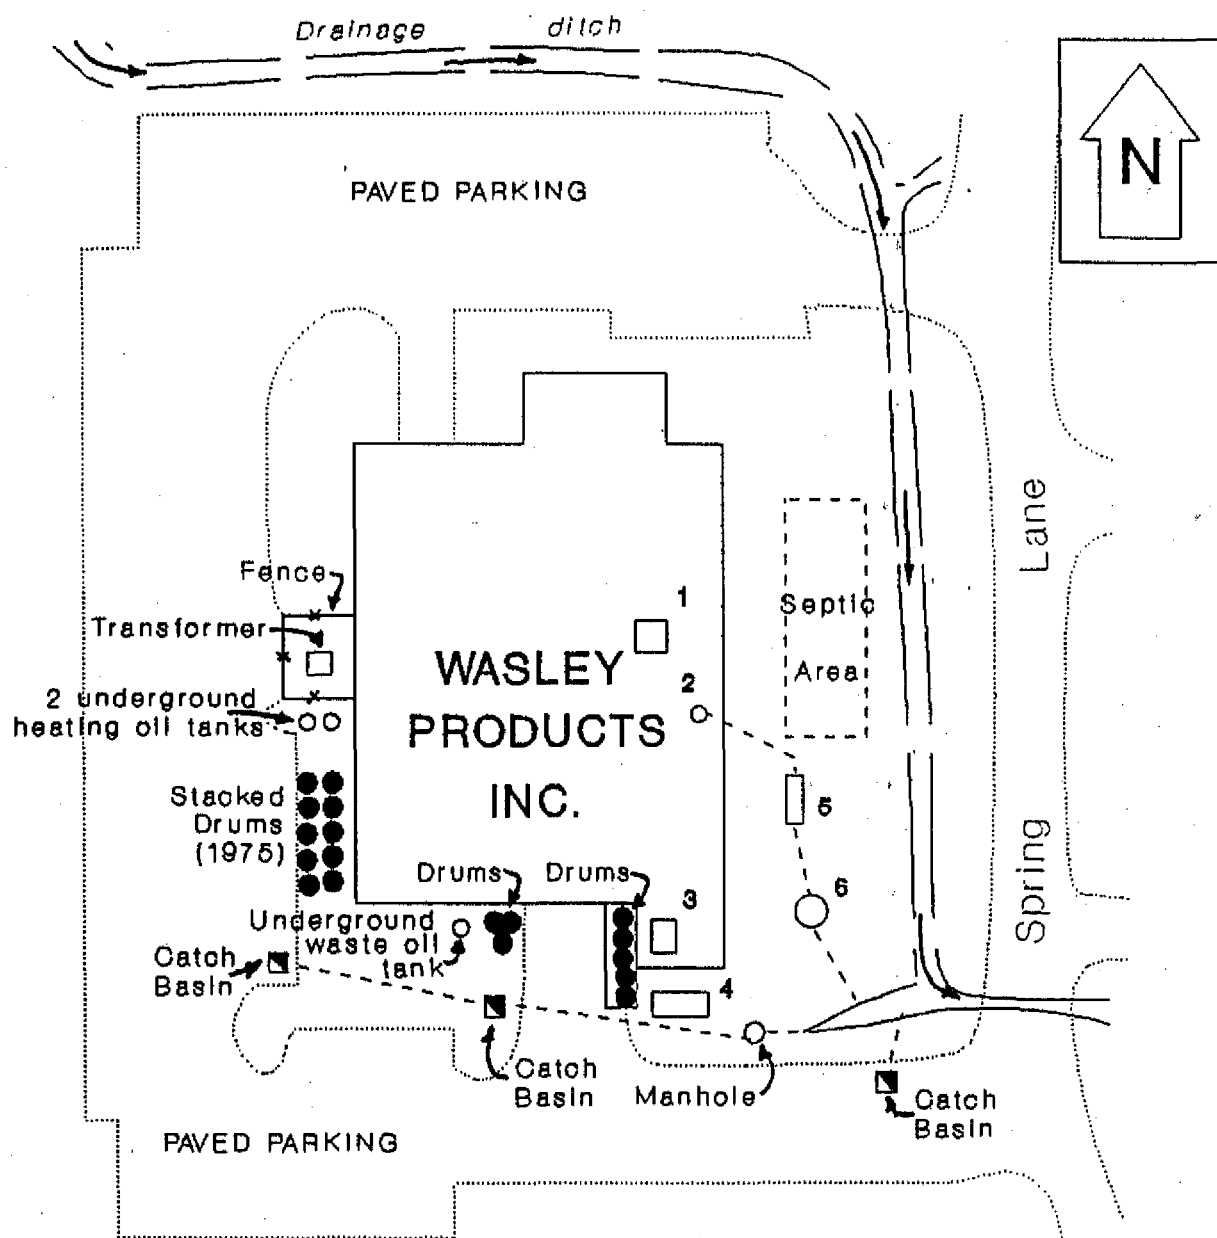 Drainage ditch
N
PAVED PARKING
Lane
Fence
1
Septic
Area
Transformer
WASLEY
PRODUCTS
INC.
2
2 underground
heating oil tanks
Stacked
Drums
(1975)
5
Spring
Drums
Drums
6
3
Underground
waste oil
tank
Catch
Basin
4
Catch
Basin
Manhole
Catch
Basin
PAVED PARKING